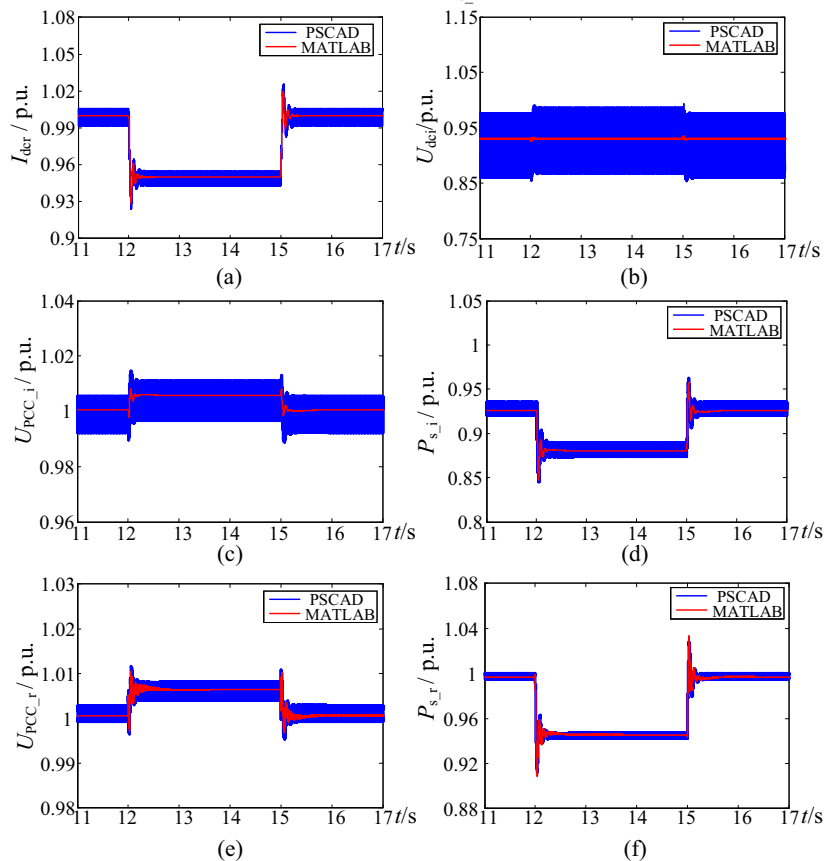 1.08
1.05
1.02
0.99
0.96
0.93
0.9
I_dcr / p.u.
PSCAD
MATLAB
11 12 13 14 15 16 17 t/s
(a)
1.15
1.05
0.95
0.85
0.75
U_dci/p.u.
PSCAD
MATLAB
11 12 13 14 15 16 17 t/s
(b)
1.04
1.02
1
0.98
0.96
U_PCC_i / p.u.
11 12 13 14 15 16 17 t/s
(c)
1.05
1
0.95
0.9
0.85
0.8
P_s_i / p.u.
PSCAD
MATLAB
11 12 13 14 15 16 17 t/s
(d)
1.03
1.02
1.01
1
0.99
0.98
U_PCC_r / p.u.
PSCAD
MATLAB
11 12 13 14 15 16 17 t/s
(e)
1.08
1.04
1
0.96
0.92
0.88
P_s_r / p.u.
PSCAD
MATLAB
11 12 13 14 15 16 17 t/s
(f)